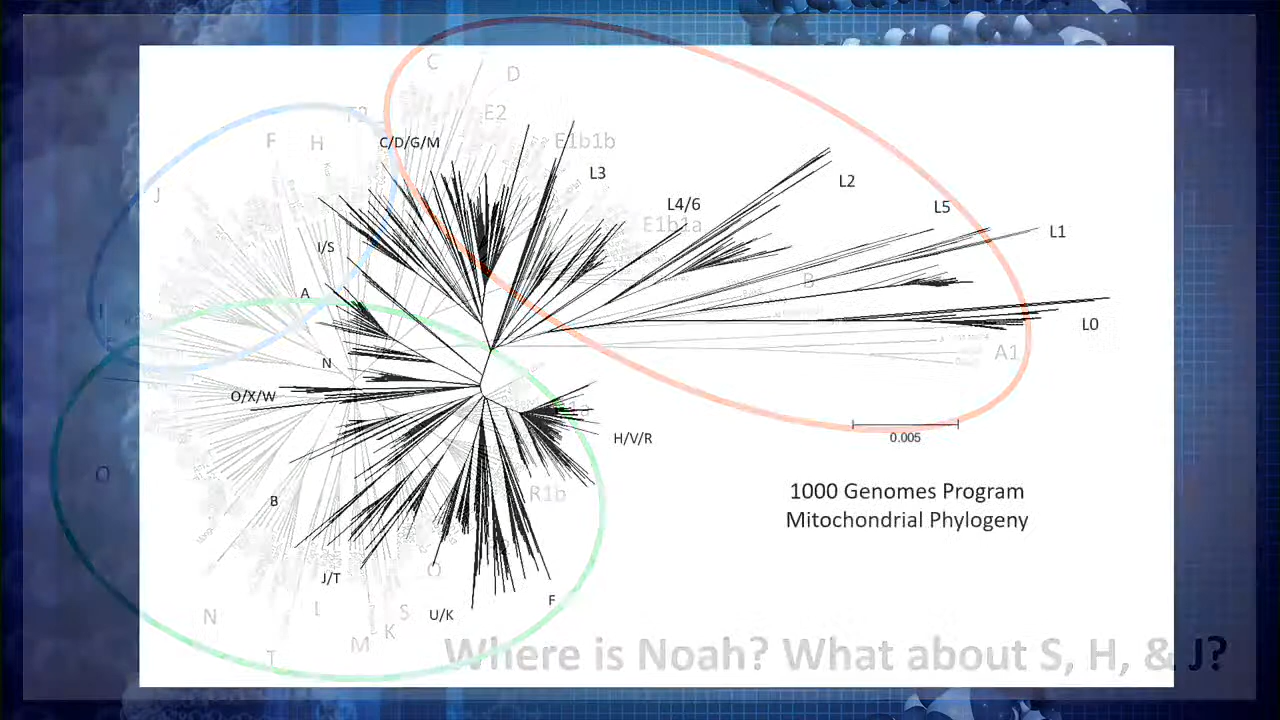 C
D
T2
E2
F
H
C/D/G/M
E1b1b
L3
J
L4/6
L2
L5
E1b1a
L1
I/S
B
A
I
L0
A1
N
O/X/W
H/V/R
0.005
Q
R1b
B
1000 Genomes Program
Mitochondrial Phylogeny
O
J/T
F
N
L
S
U/K
K
M
T
Where is Noah? What about S, H, & J?